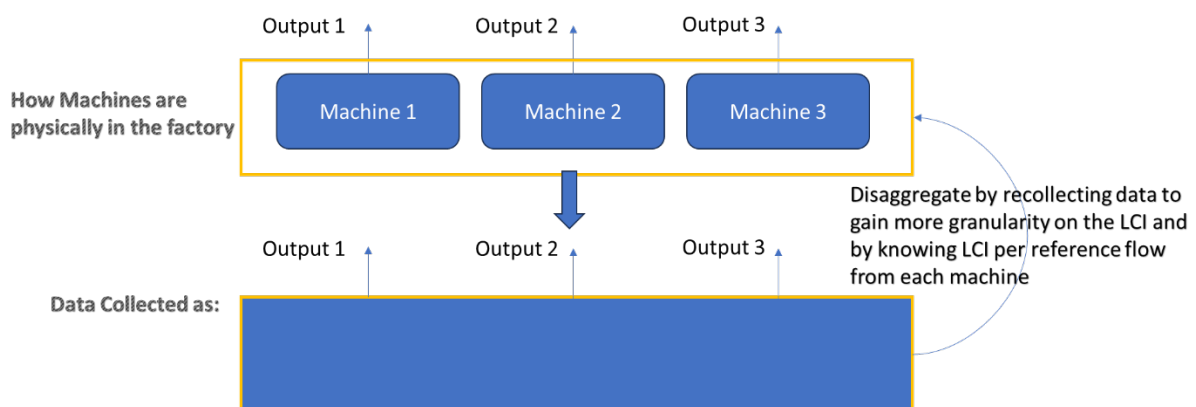 Output 1
Output 2
Output 3
How Machines are
physically in the factory
Machine 1
Machine 2
Machine 3
Disaggregate by recollecting data to
gain more granularity on the LCI and
by knowing LCI per reference flow
from each machine
Output 1
Output 2
Output 3
Data Collected as: